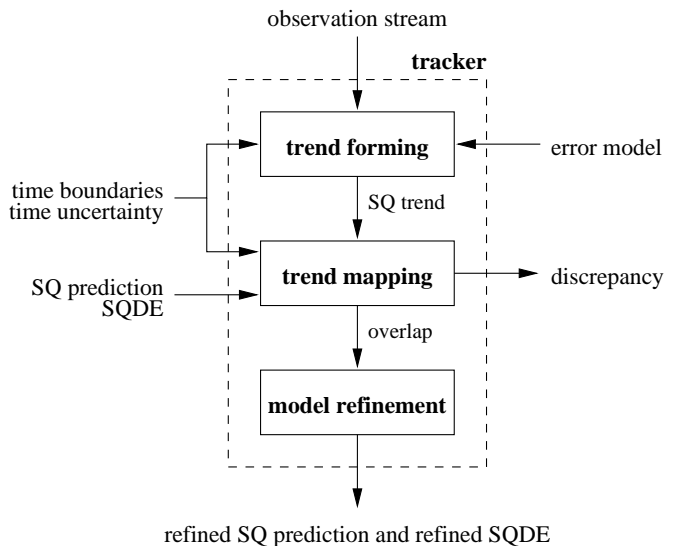 observation stream
tracker
trend forming
error model
time boundaries
time uncertainty
SQ trend
trend mapping
SQ prediction
SQDE
discrepancy
overlap
model refinement
refined SQ prediction and refined SQDE